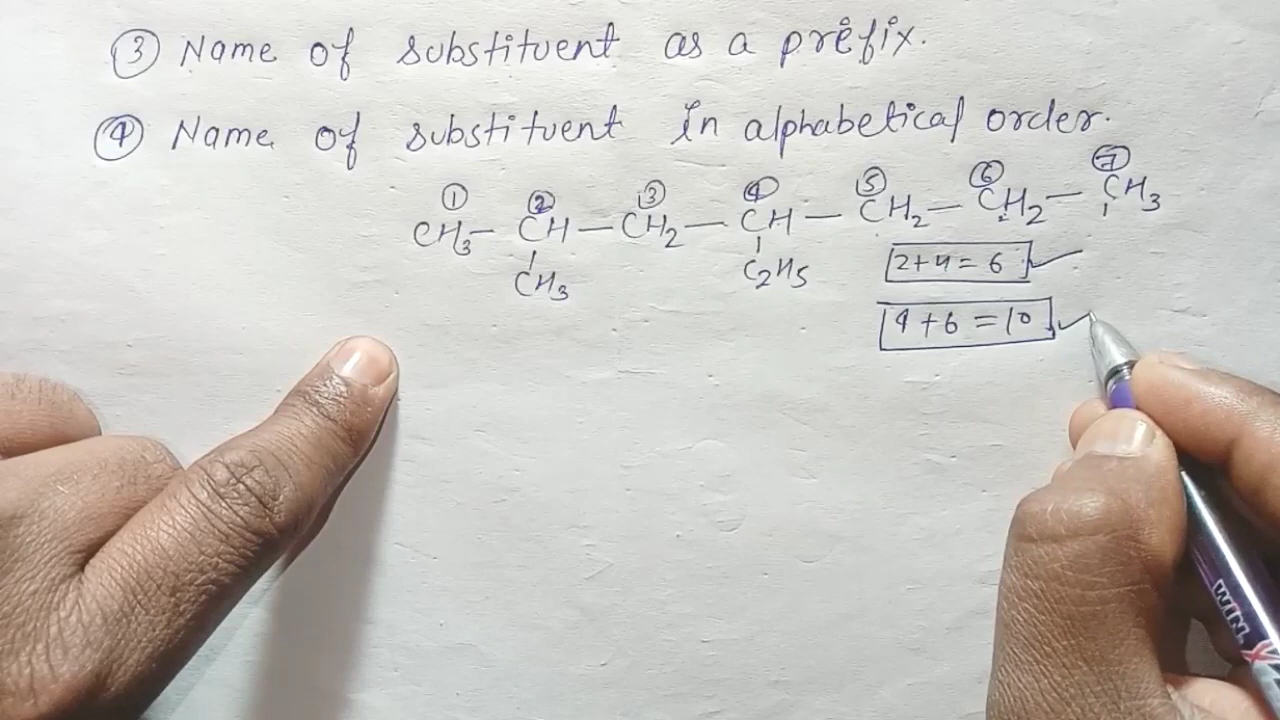 ③ Name of substituent as a prefix.
④ Name of substituent in alphabetical order.
① ② ③ ④ ⑤ ⑥ ⑦
CH3 — CH — CH2 — CH — CH2 — CH2 — CH3
CH3 C2H5
2+4 = 6
4+6 = 10
WIN